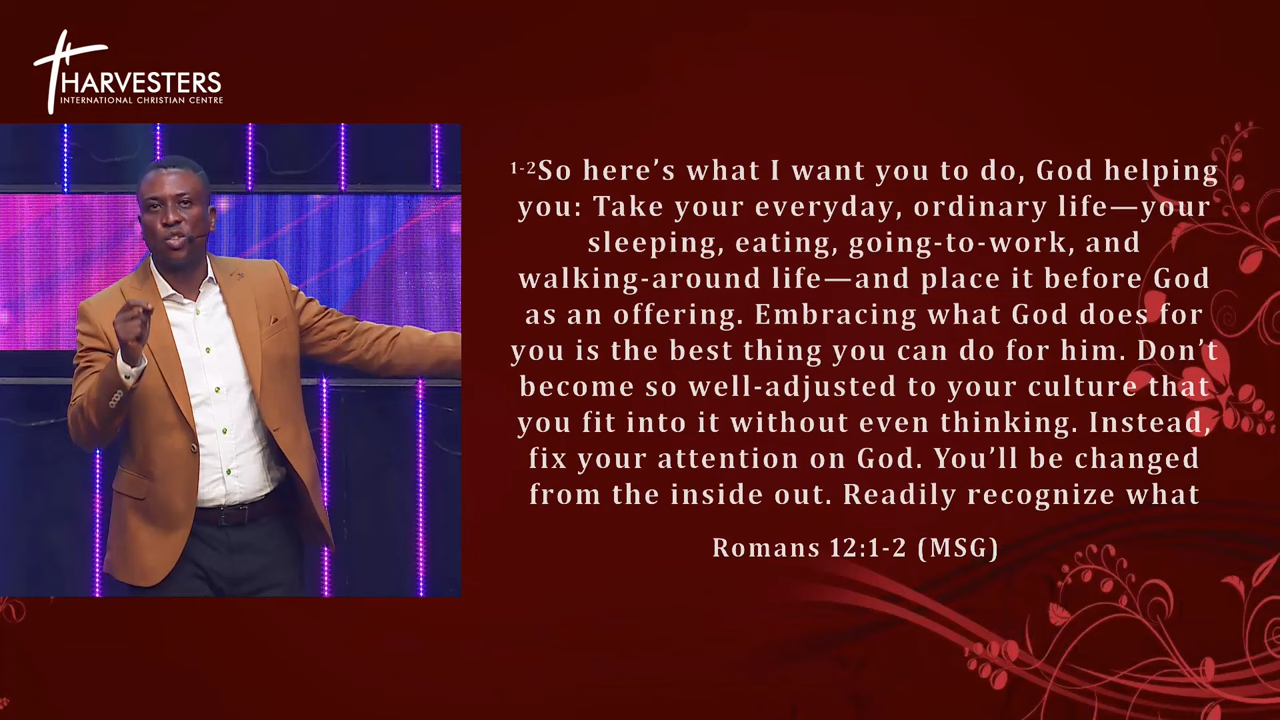 HARVESTERS
INTERNATIONAL CHRISTIAN CENTRE
1-2So here’s what I want you to do, God helping
you: Take your everyday, ordinary life—your
sleeping, eating, going-to-work, and
walking-around life—and place it before God
as an offering. Embracing what God does for
you is the best thing you can do for him. Don’t
become so well-adjusted to your culture that
you fit into it without even thinking. Instead,
fix your attention on God. You’ll be changed
from the inside out. Readily recognize what
Romans 12:1-2 (MSG)